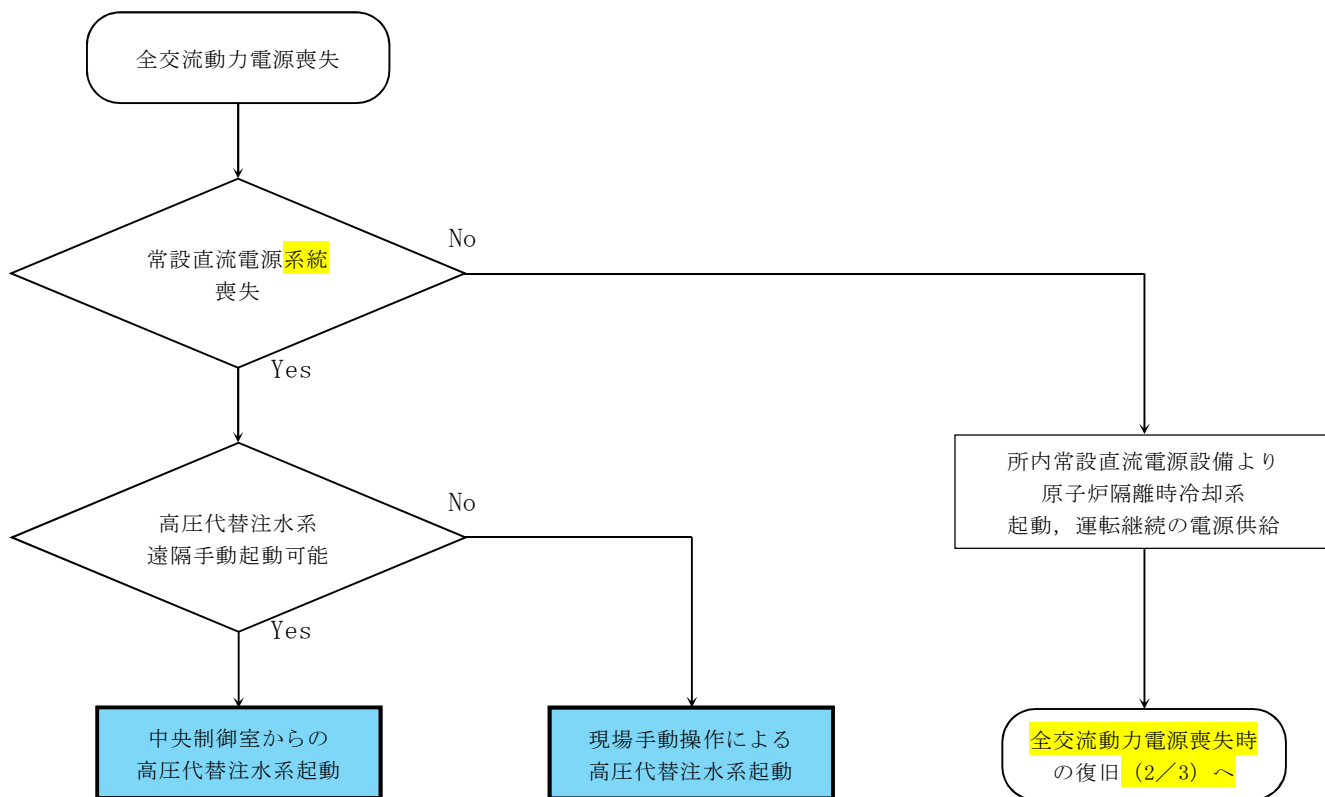 全交流動力電源喪失
No
常設直流電源系統
喪失
Yes
所内常設直流電源設備より
原子炉隔離時冷却系
起動，運転継続の電源供給
No
高圧代替注水系
遠隔手動起動可能
Yes
中央制御室からの
高圧代替注水系起動
現場手動操作による
高圧代替注水系起動
全交流動力電源喪失時
の復旧（2／3）へ